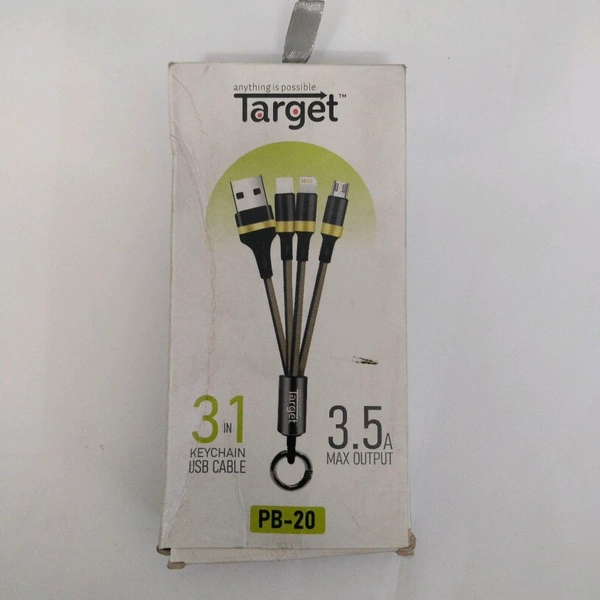 anything is possible
Target™
Target
3 IN 1
KEYCHAIN
USB CABLE
3.5A
MAX OUTPUT
PB-20